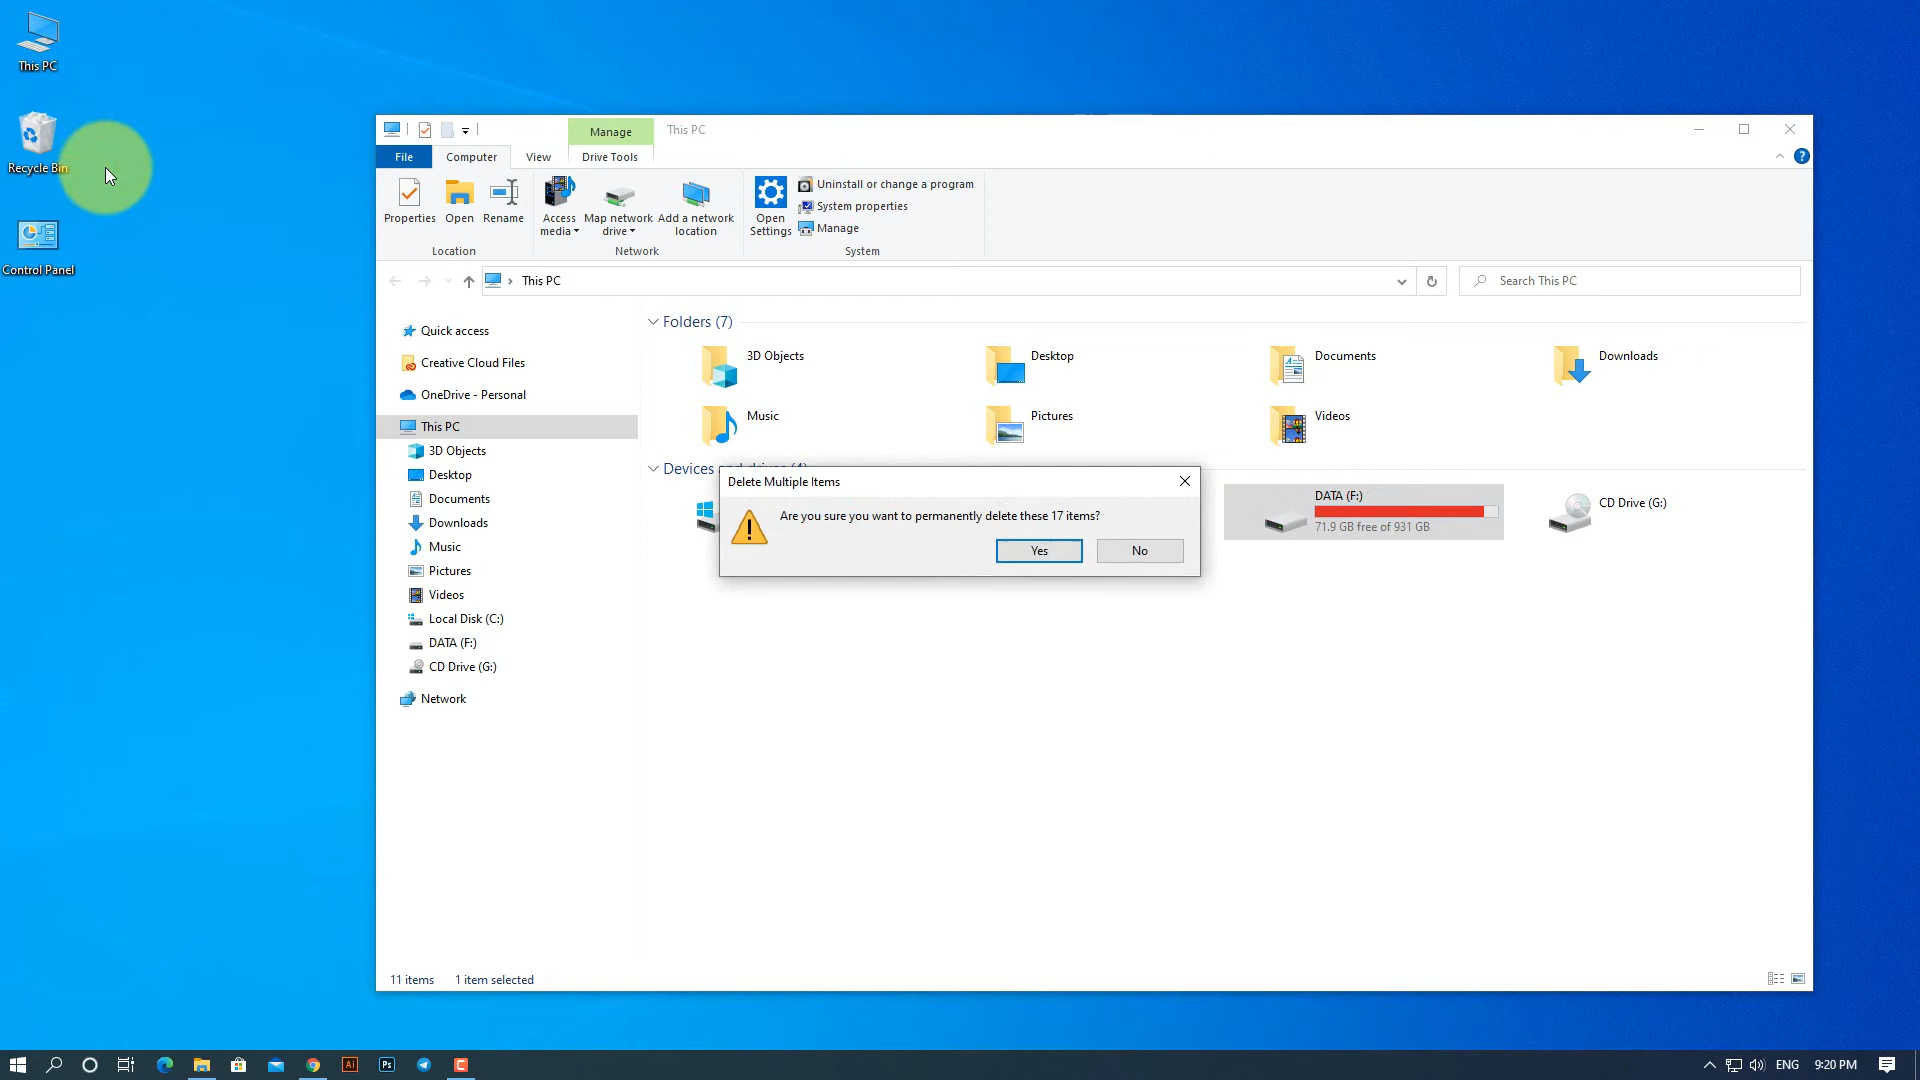 This PC
Recycle Bin
Control Panel
Manage
This PC
File
Computer
View
Drive Tools
Properties
Open
Rename
Access media
Map network drive
Add a network location
Open Settings
Uninstall or change a program
System properties
Manage
Location
Network
System
This PC
Search This PC
Quick access
Creative Cloud Files
OneDrive - Personal
This PC
3D Objects
Desktop
Documents
Downloads
Music
Pictures
Videos
Local Disk (C:)
DATA (F:)
CD Drive (G:)
Network
Folders (7)
3D Objects
Desktop
Documents
Downloads
Music
Pictures
Videos
Devices and drives (4)
Delete Multiple Items
Are you sure you want to permanently delete these 17 items?
Yes
No
DATA (F:)
71.9 GB free of 931 GB
CD Drive (G:)
11 items
1 item selected
Ai
Ps
C
ENG
9:20 PM